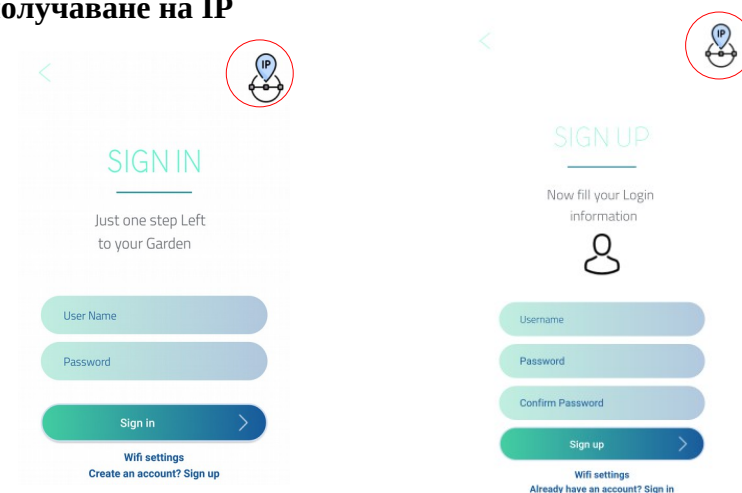 олучаване на IP
IP
SIGN IN
Just one step Left
to your Garden
User Name
Password
Sign in
Wifi settings
Create an account? Sign up
IP
SIGN UP
Now fill your Login
information
Username
Password
Confirm Password
Sign up
Wifi settings
Already have an account? Sign in